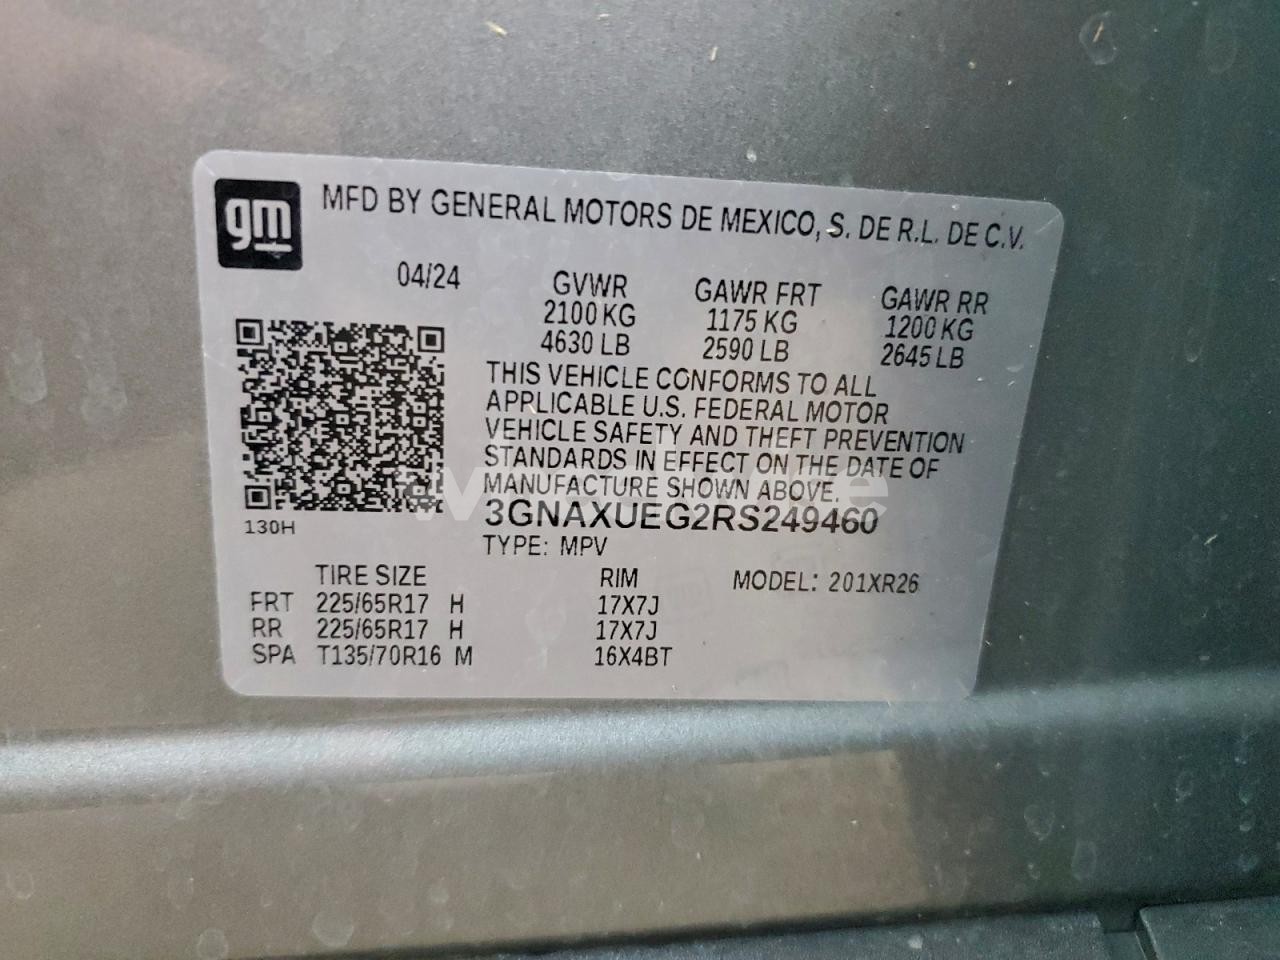 gm
MFD BY GENERAL MOTORS DE MEXICO, S. DE R.L. DE C.V.
04/24 GVWR GAWR FRT GAWR RR
2100 KG 1175 KG 1200 KG
4630 LB 2590 LB 2645 LB
THIS VEHICLE CONFORMS TO ALL
APPLICABLE U.S. FEDERAL MOTOR
VEHICLE SAFETY AND THEFT PREVENTION
STANDARDS IN EFFECT ON THE DATE OF
MANUFACTURE SHOWN ABOVE.
130H 3GNAXUEG2RS249460
TYPE: MPV
TIRE SIZE RIM MODEL: 201XR26
FRT 225/65R17 H 17X7J
RR 225/65R17 H 17X7J
SPA T135/70R16 M 16X4BT